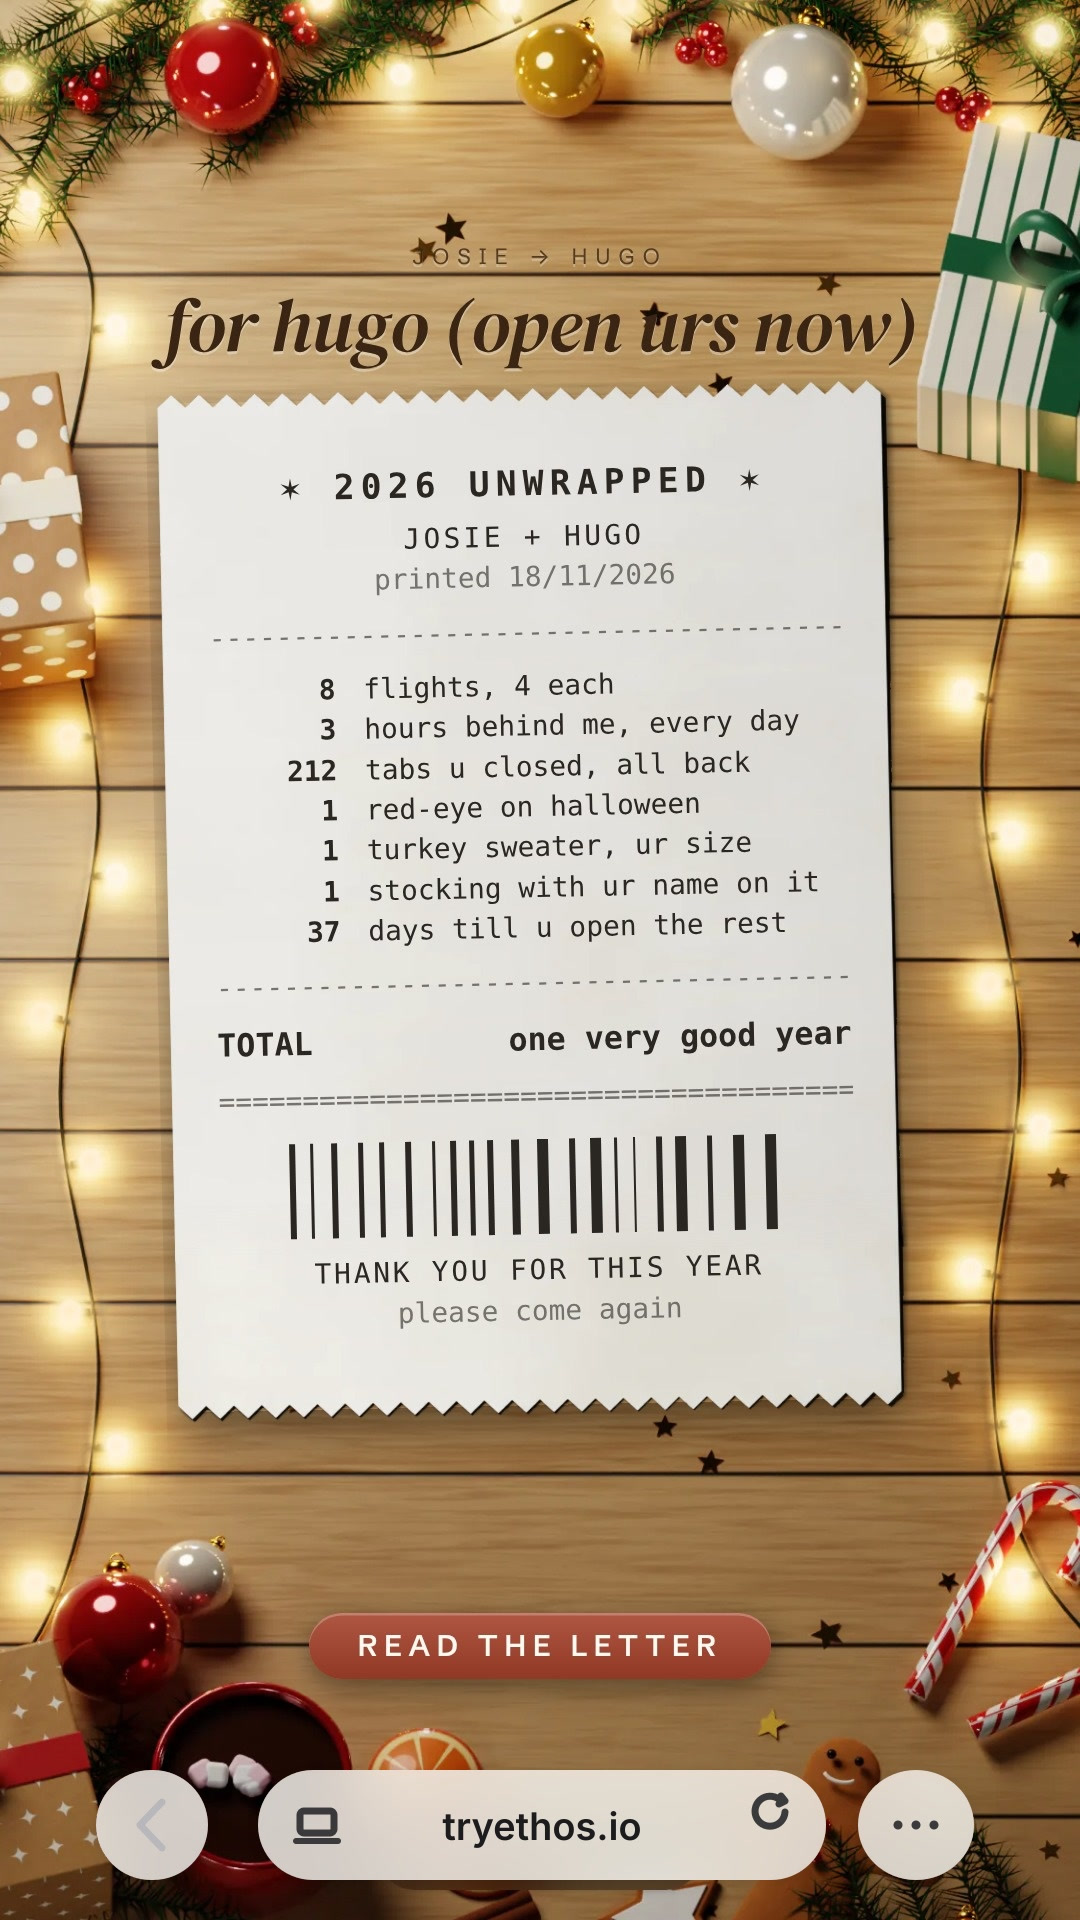 JOSIE → HUGO
for hugo (open urs now)
✶ 2026 UNWRAPPED ✶
JOSIE + HUGO
printed 18/11/2026
8 flights, 4 each
3 hours behind me, every day
212 tabs u closed, all back
1 red-eye on halloween
1 turkey sweater, ur size
1 stocking with ur name on it
37 days till u open the rest
TOTAL one very good year
THANK YOU FOR THIS YEAR
please come again
READ THE LETTER
tryethos.io